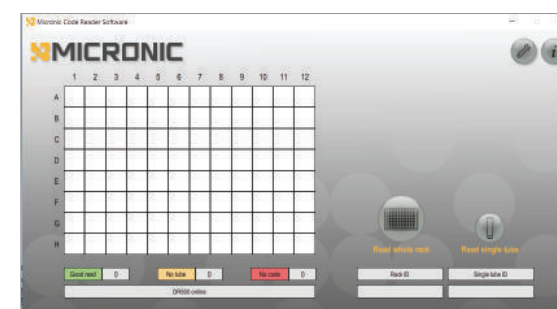 Micronic Code Reader Software
MICRONIC
1 2 3 4 5 6 7 8 9 10 11 12
A
B
C
D
E
F
G
H
Read whole rack Read single tube
Good read 0 No tube 0 No code 0 Rack ID Single tube ID
DR500 online